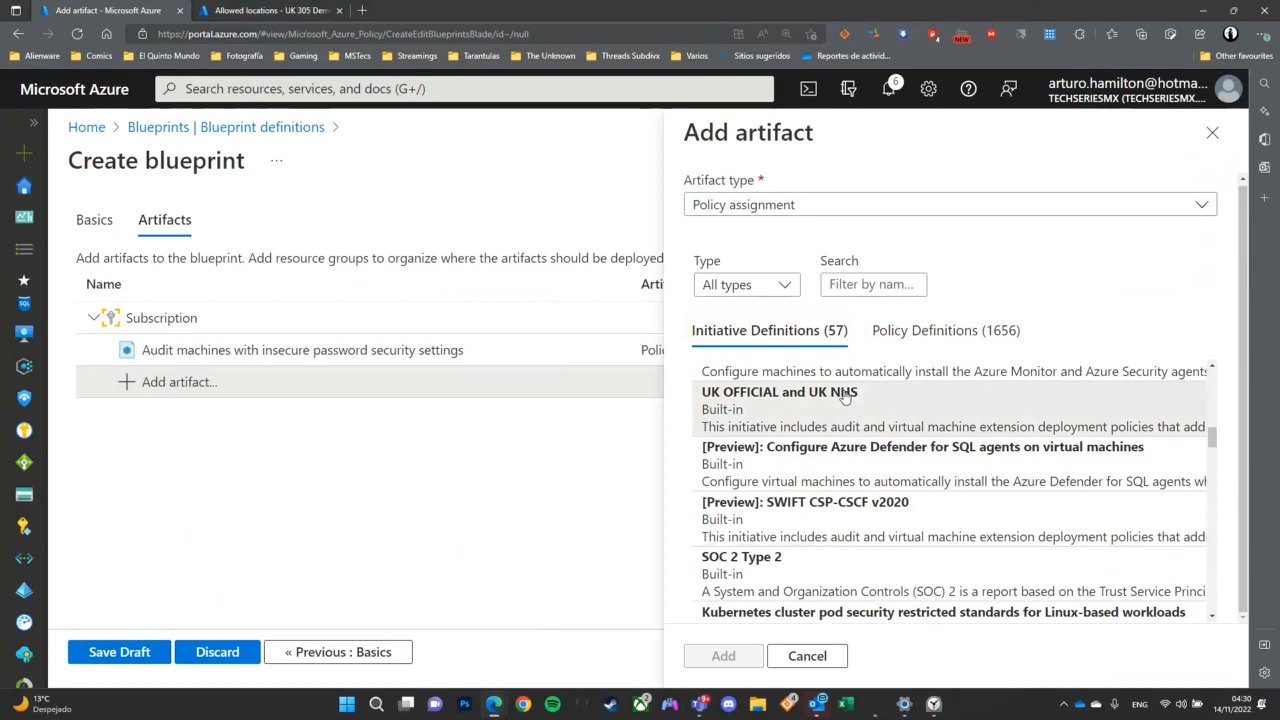 Add artifact - Microsoft Azure
Allowed locations - UK 305 Dem
https://portal.azure.com/#view/Microsoft_Azure_Policy/CreateEditBlueprintsBlade/id~/null
Alienware
Comics
El Quinto Mundo
Fotografía
Gaming
MSTecs
Streamings
Tarantulas
The Unknown
Threads Subdivx
Varios
Sitios sugeridos
Reportes de activid...
Other favourites
Microsoft Azure
Search resources, services, and docs (G+/)
6
arturo.hamilton@hotma...
TECHSERIESMX (TECHSERIESMX....
Home > Blueprints | Blueprint definitions >
Create blueprint ...
Basics
Artifacts
Add artifacts to the blueprint. Add resource groups to organize where the artifacts should be deployed
Name
Arti
Subscription
Audit machines with insecure password security settings
Polic
Add artifact...
Save Draft
Discard
« Previous : Basics
Add artifact
Artifact type *
Policy assignment
Type
Search
All types
Filter by nam...
Initiative Definitions (57)
Policy Definitions (1656)
Configure machines to automatically install the Azure Monitor and Azure Security agents
UK OFFICIAL and UK NHS
Built-in
This initiative includes audit and virtual machine extension deployment policies that add
[Preview]: Configure Azure Defender for SQL agents on virtual machines
Built-in
Configure virtual machines to automatically install the Azure Defender for SQL agents wh
[Preview]: SWIFT CSP-CSCF v2020
Built-in
This initiative includes audit and virtual machine extension deployment policies that add
SOC 2 Type 2
Built-in
A System and Organization Controls (SOC) 2 is a report based on the Trust Service Princi
Kubernetes cluster pod security restricted standards for Linux-based workloads
Add
Cancel
13°C
Despejado
ENG
04:30
14/11/2022